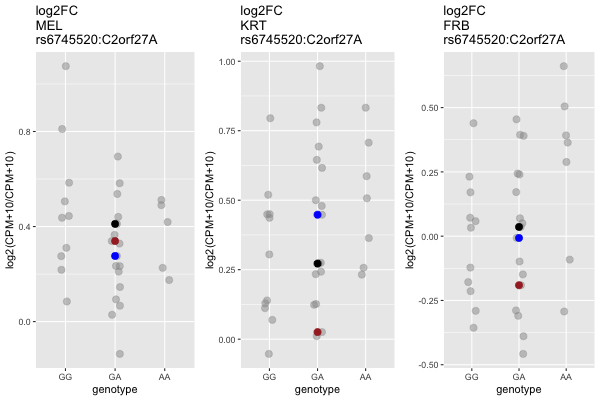 log2FC
MEL
rs6745520:C2orf27A
log2(CPM+10/CPM+10)
0.8
0.4
0.0
GG GA AA
genotype
log2FC
KRT
rs6745520:C2orf27A
log2(CPM+10/CPM+10)
1.00
0.75
0.50
0.25
0.00
GG GA AA
genotype
log2FC
FRB
rs6745520:C2orf27A
log2(CPM+10/CPM+10)
0.50
0.25
0.00
-0.25
-0.50
GG GA AA
genotype